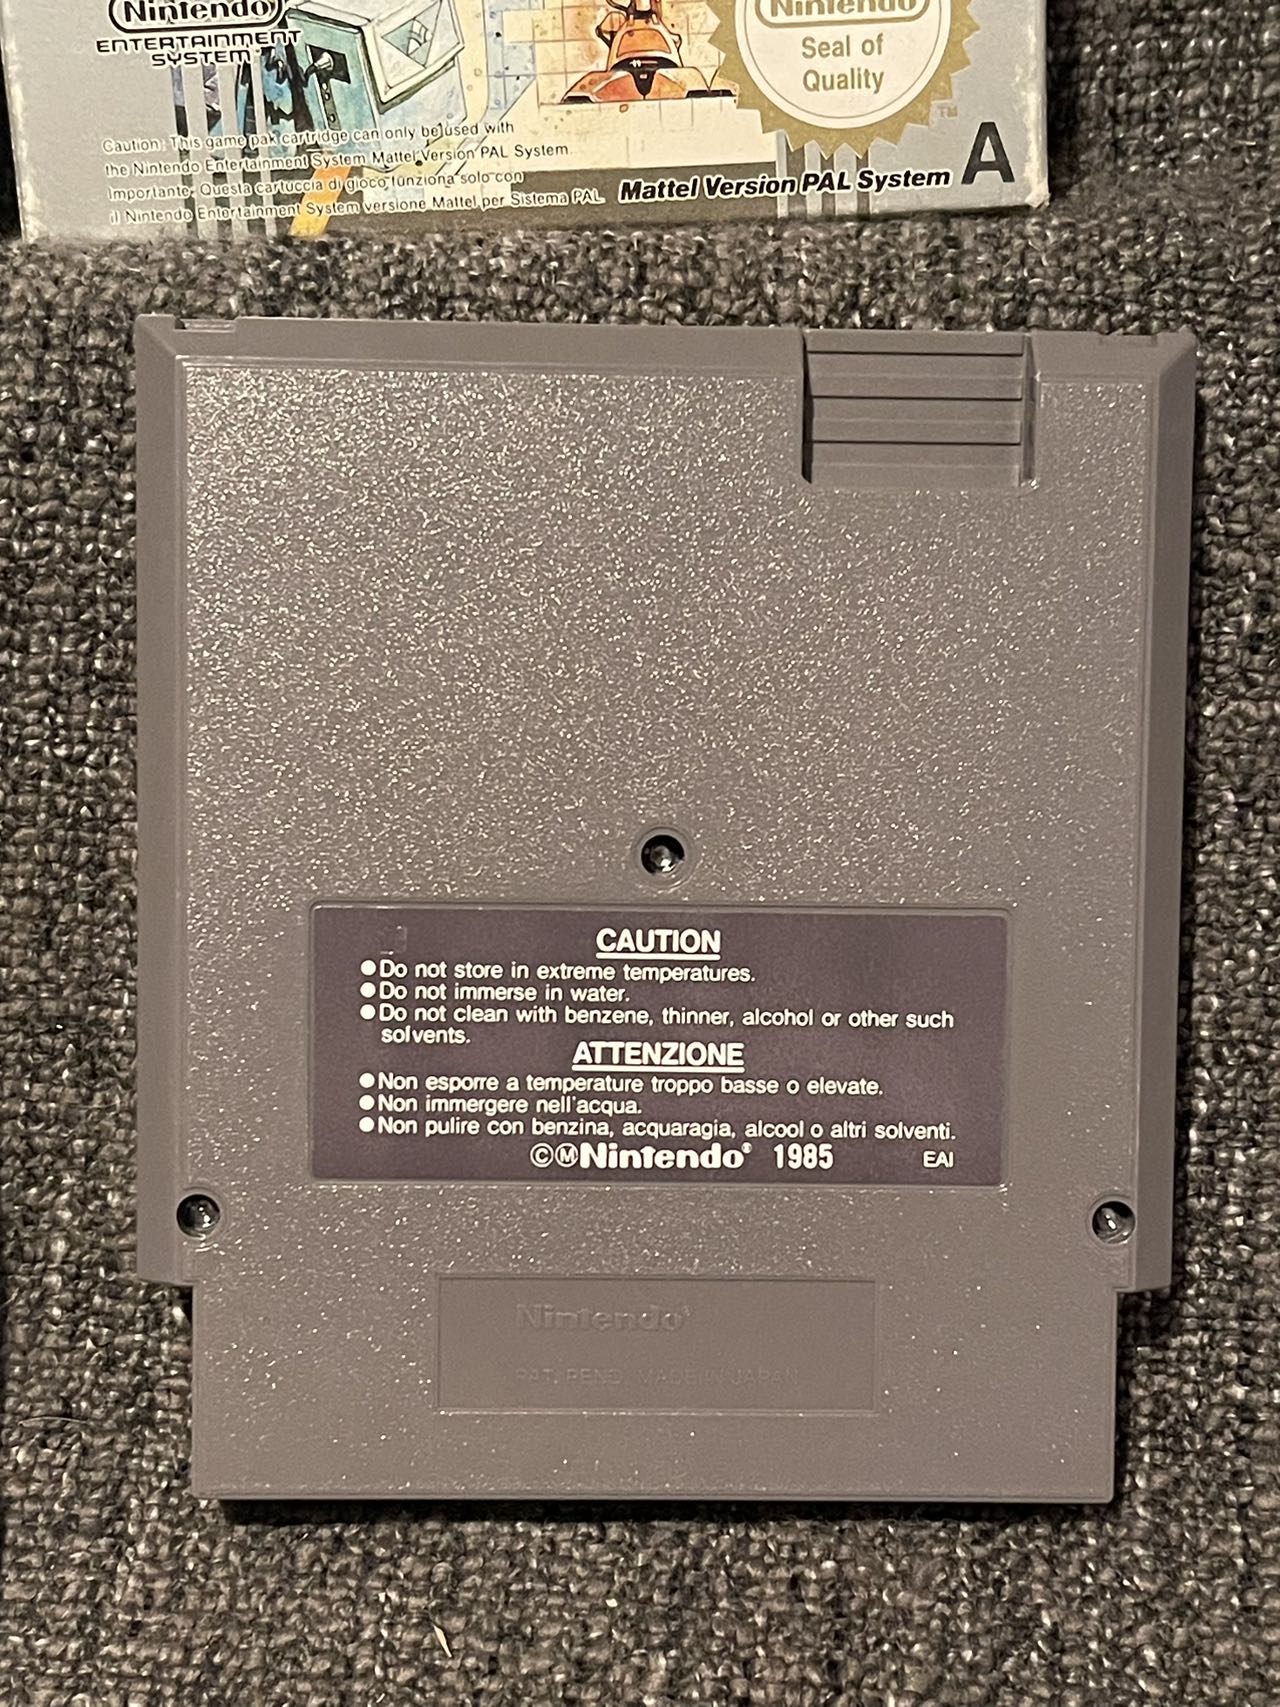 Nintendo
ENTERTAINMENT
SYSTEM
Nintendo
Seal of
Quality
TM
Caution: This game pak cartridge can only be used with
the Nintendo Entertainment System Mattel Version PAL System.
Importante: Questa cartuccia di gioco funziona solo con
il Nintendo Entertainment System versione Mattel per Sistema PAL.
Mattel Version PAL System A
CAUTION
●Do not store in extreme temperatures.
●Do not immerse in water.
●Do not clean with benzene, thinner, alcohol or other such
solvents.
ATTENZIONE
●Non esporre a temperature troppo basse o elevate.
●Non immergere nell'acqua.
●Non pulire con benzina, acquaragia, alcool o altri solventi.
©ⓂNintendo® 1985 EAI
Nintendo®
PAT. PEND. MADE IN JAPAN